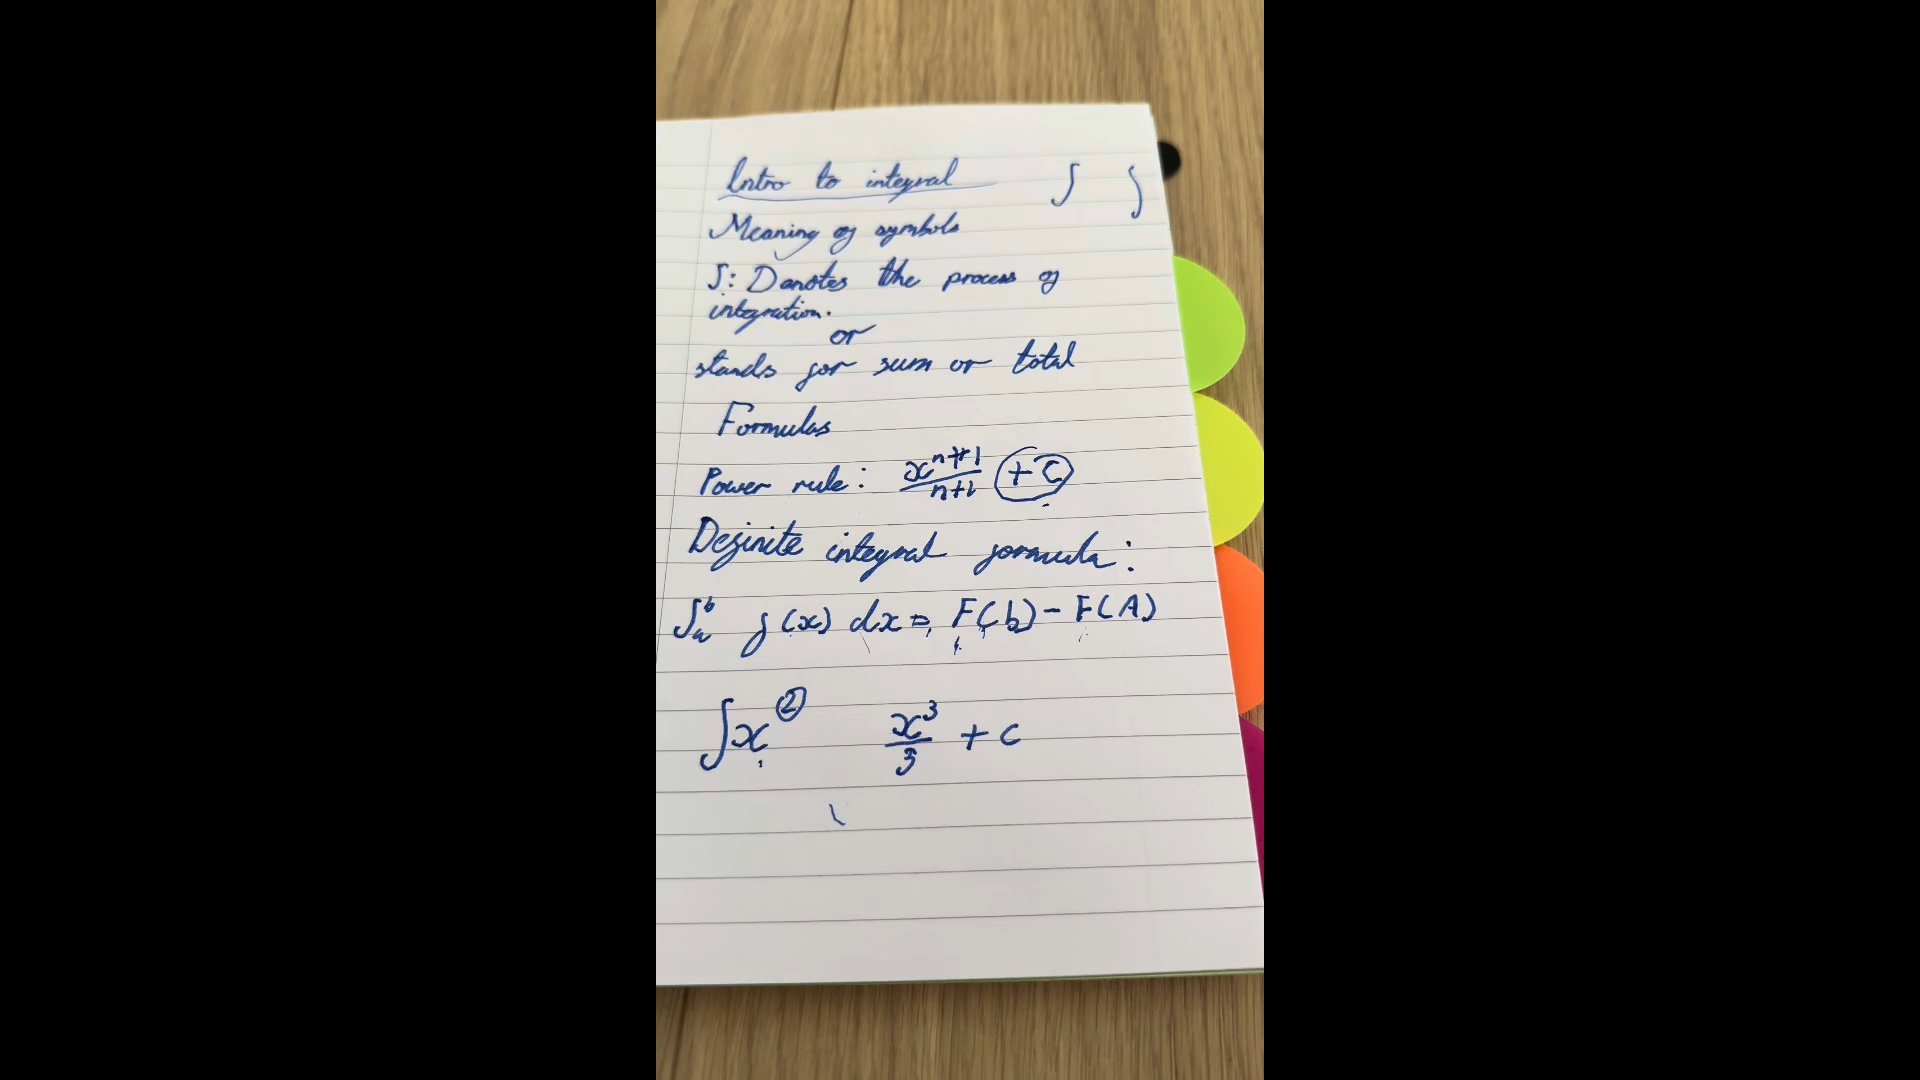 Intro to integral ∫ ∫
Meaning of symbols
∫: Danotes the process of
integration.
or
stands for sum or total
Formulas
Power rule: x^(n+1)/(n+1) + C
Definite integral formula:
∫ₐᵇ f(x) dx = F(b) - F(A)
∫x² x³/3 + C